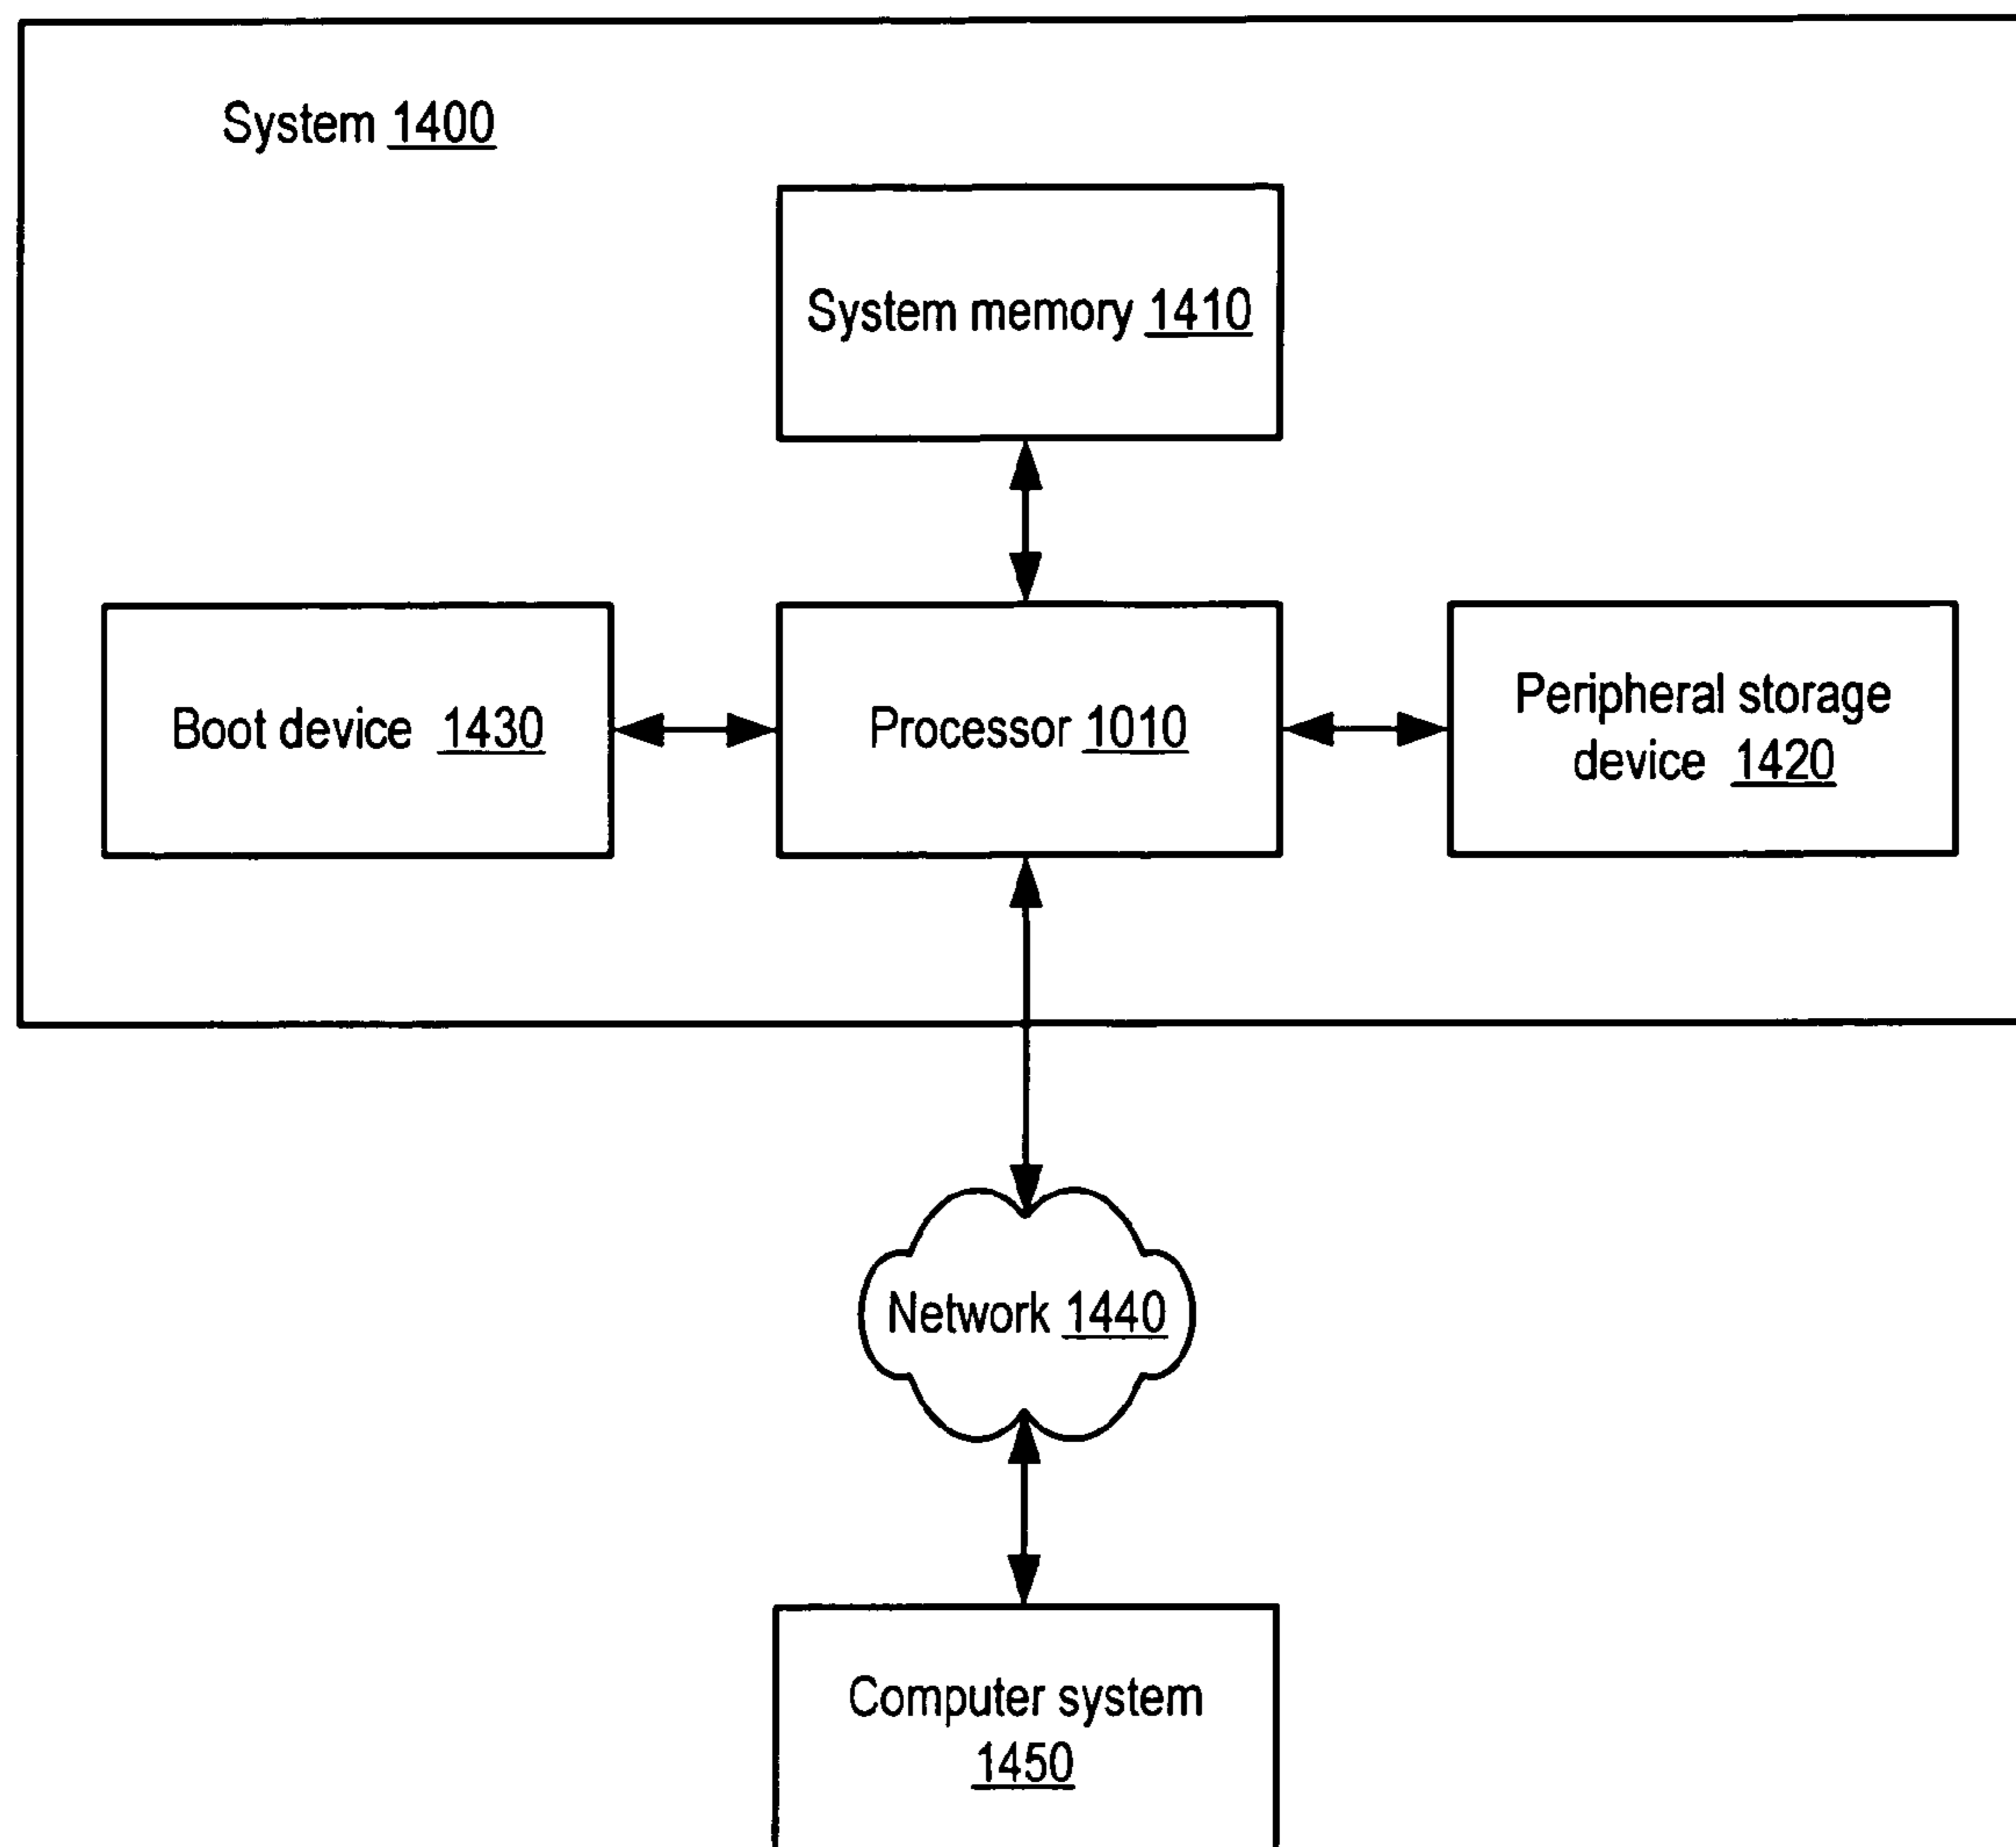 System 1400
System memory 1410
Boot device 1430
Processor 1010
Peripheral storage
device 1420
Network 1440
Computer system
1450